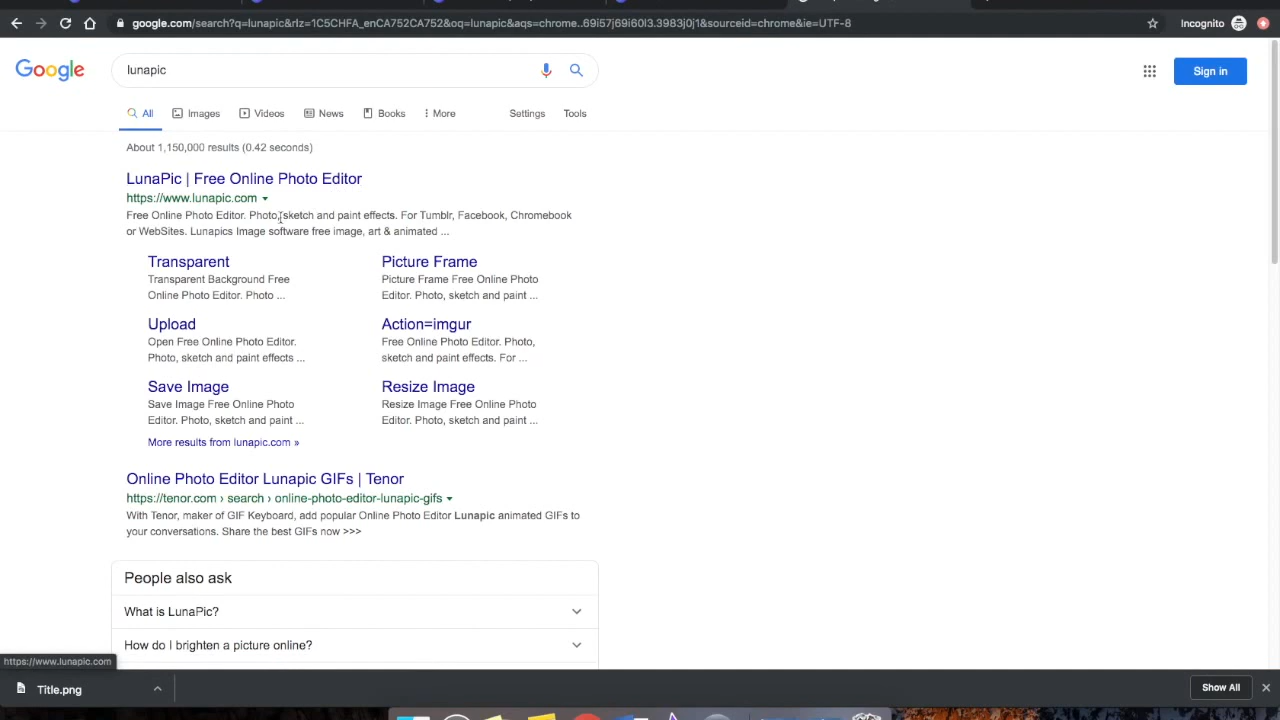 google.com/search?q=lunapic&rlz=1C5CHFA_enCA752CA752&oq=lunapic&aqs=chrome..69i57j69i60l3.3983j0j1&sourceid=chrome&ie=UTF-8
Incognito
Google
lunapic
Sign in
All Images Videos News Books More Settings Tools
About 1,150,000 results (0.42 seconds)
LunaPic | Free Online Photo Editor
https://www.lunapic.com
Free Online Photo Editor. Photo, sketch and paint effects. For Tumblr, Facebook, Chromebook
or WebSites. Lunapics Image software free image, art & animated ...
Transparent
Transparent Background Free
Online Photo Editor. Photo ...
Picture Frame
Picture Frame Free Online Photo
Editor. Photo, sketch and paint ...
Upload
Open Free Online Photo Editor.
Photo, sketch and paint effects ...
Action=imgur
Free Online Photo Editor. Photo,
sketch and paint effects. For ...
Save Image
Save Image Free Online Photo
Editor. Photo, sketch and paint ...
Resize Image
Resize Image Free Online Photo
Editor. Photo, sketch and paint ...
More results from lunapic.com »
Online Photo Editor Lunapic GIFs | Tenor
https://tenor.com › search › online-photo-editor-lunapic-gifs
With Tenor, maker of GIF Keyboard, add popular Online Photo Editor Lunapic animated GIFs to
your conversations. Share the best GIFs now >>>
People also ask
What is LunaPic?
How do I brighten a picture online?
https://www.lunapic.com
Title.png
Show All